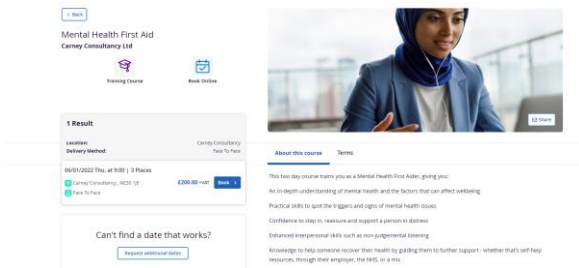 < Back
Mental Health First Aid
Carney Consultancy Ltd
Training Course
Book Online
1 Result
Location: Carney Consultancy
Delivery Method: Face To Face
06/01/2022 Thu, at 9:00 | 3 Places
Carney Consultancy, NE30 1JE
£200.00 +VAT
Book >
Face To Face
Can't find a date that works?
Request additional dates
Share
About this course
Terms
This two day course trains you as a Mental Health First Aider, giving you:
An in-depth understanding of mental health and the factors that can affect wellbeing
Practical skills to spot the triggers and signs of mental health issues
Confidence to step in, reassure and support a person in distress
Enhanced interpersonal skills such as non-judgemental listening
Knowledge to help someone recover their health by guiding them to further support - whether that's self-help
resources, through their employer, the NHS, or a mix